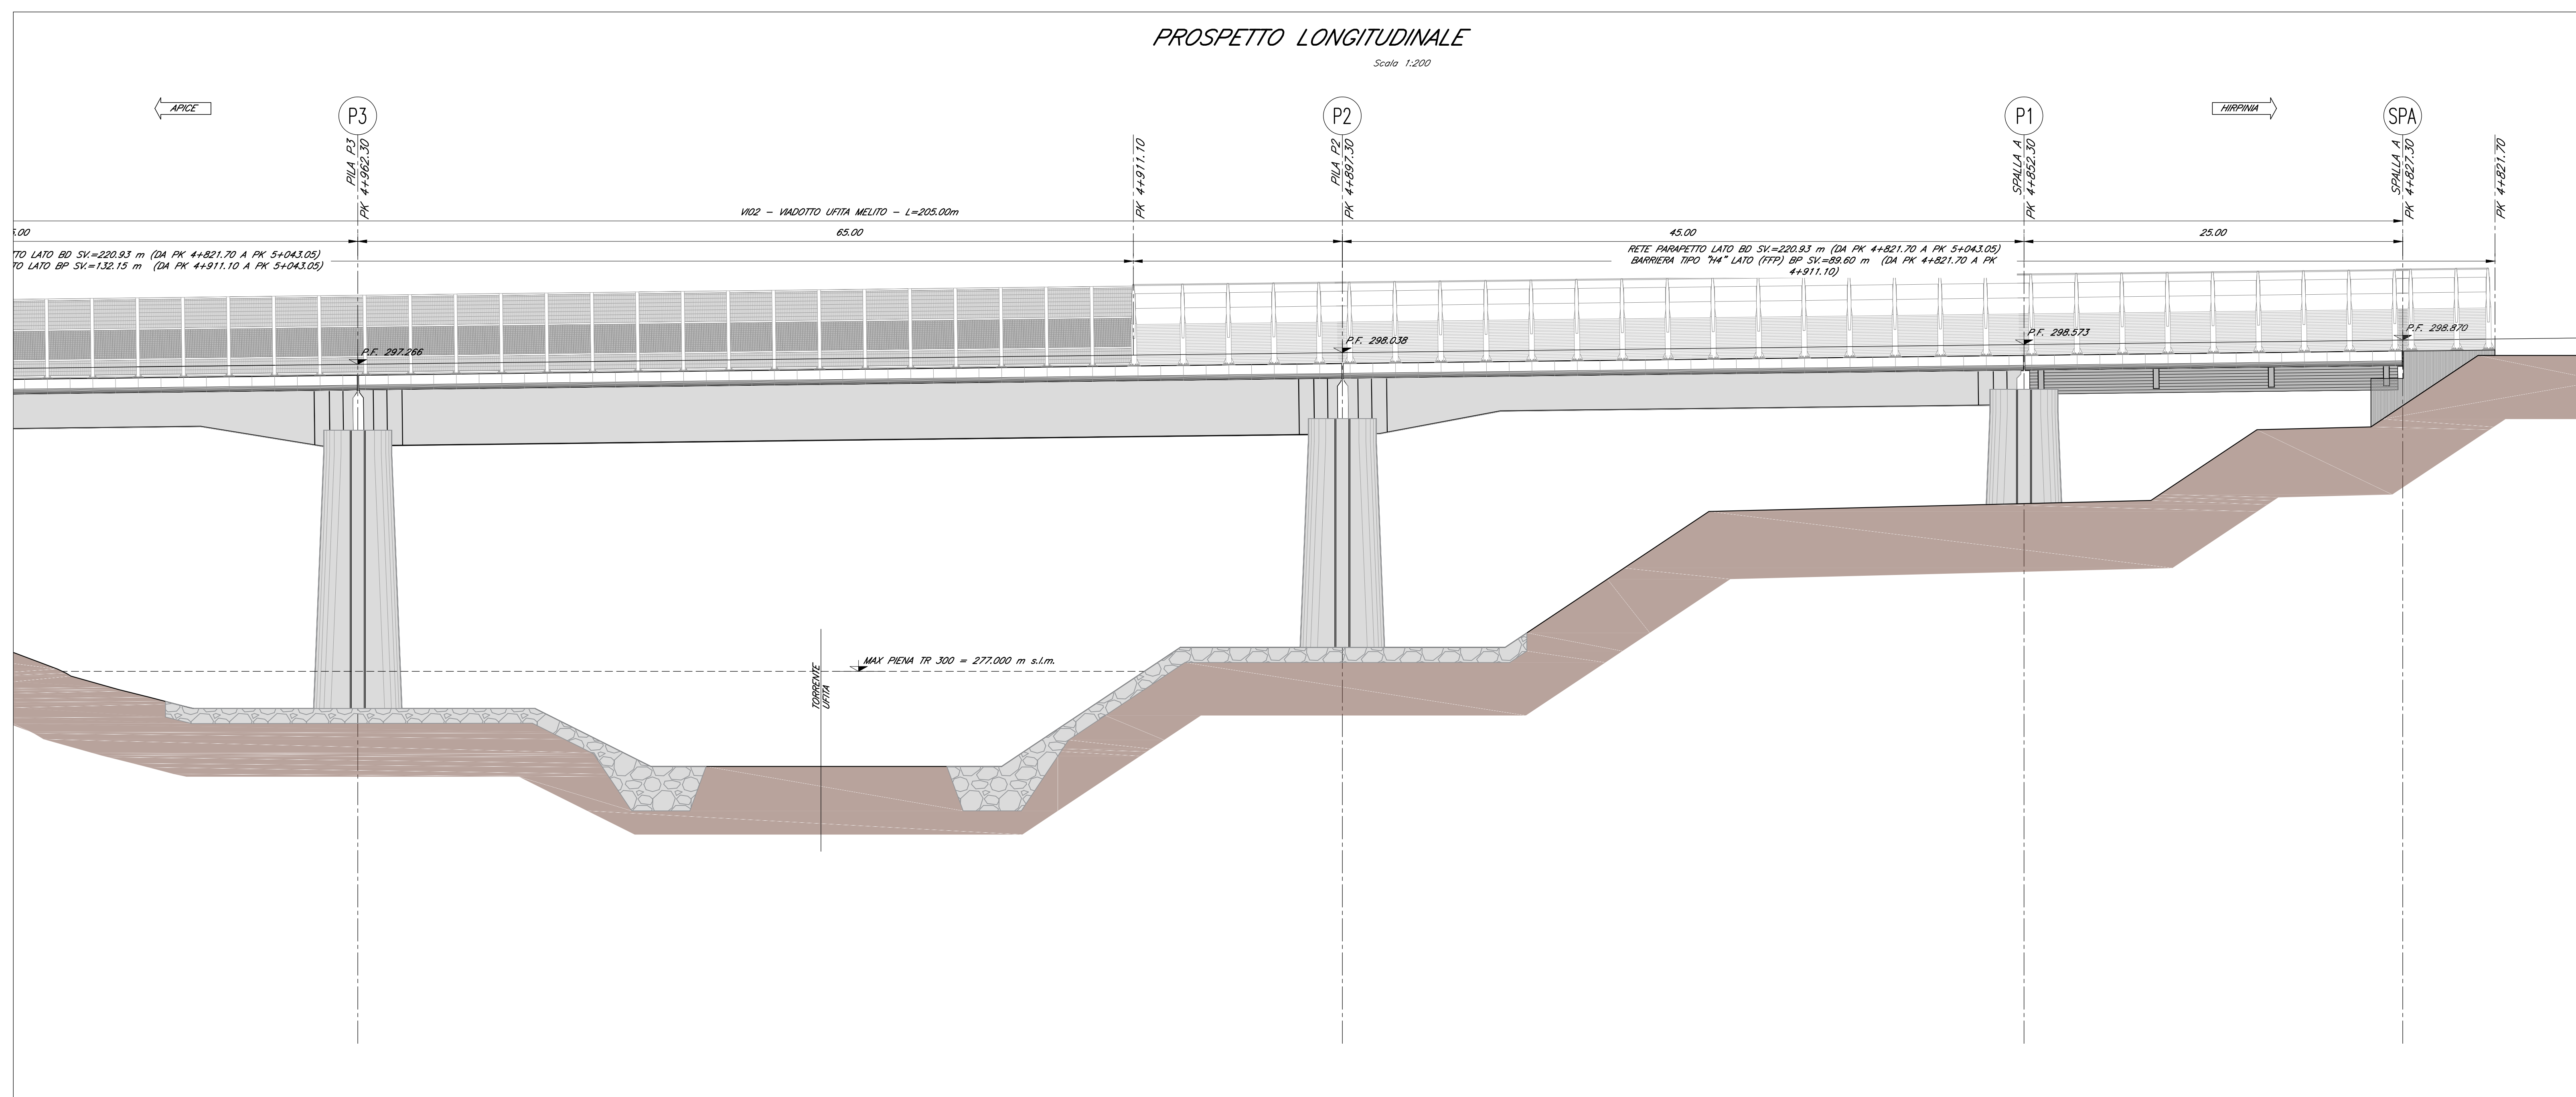 PROSPETTO LONGITUDINALE
Scala 1:200
APICE
P3
P2
P1
HIRPINIA
SPA
PILA P3
PK 4+962.30
PK 4+911.10
PILA P2
PK 4+897.30
SPALLA A
PK 4+852.30
SPALLA A
PK 4+827.30
PK 4+821.70
VI02 - VIADOTTO UFITA MELITO - L=205.00m
5.00
65.00
45.00
25.00
TTO LATO BD SV.=220.93 m (DA PK 4+821.70 A PK 5+043.05)
TO LATO BP SV.=132.15 m (DA PK 4+911.10 A PK 5+043.05)
RETE PARAPETTO LATO BD SV.=220.93 m (DA PK 4+821.70 A PK 5+043.05)
BARRIERA TIPO "H4" LATO (FFP) BP SV.=89.60 m (DA PK 4+821.70 A PK
4+911.10)
P.F. 297.266
P.F. 298.038
P.F. 298.573
P.F. 298.870
MAX PIENA TR 300 = 277.000 m s.l.m.
TORRENTE
UFITA